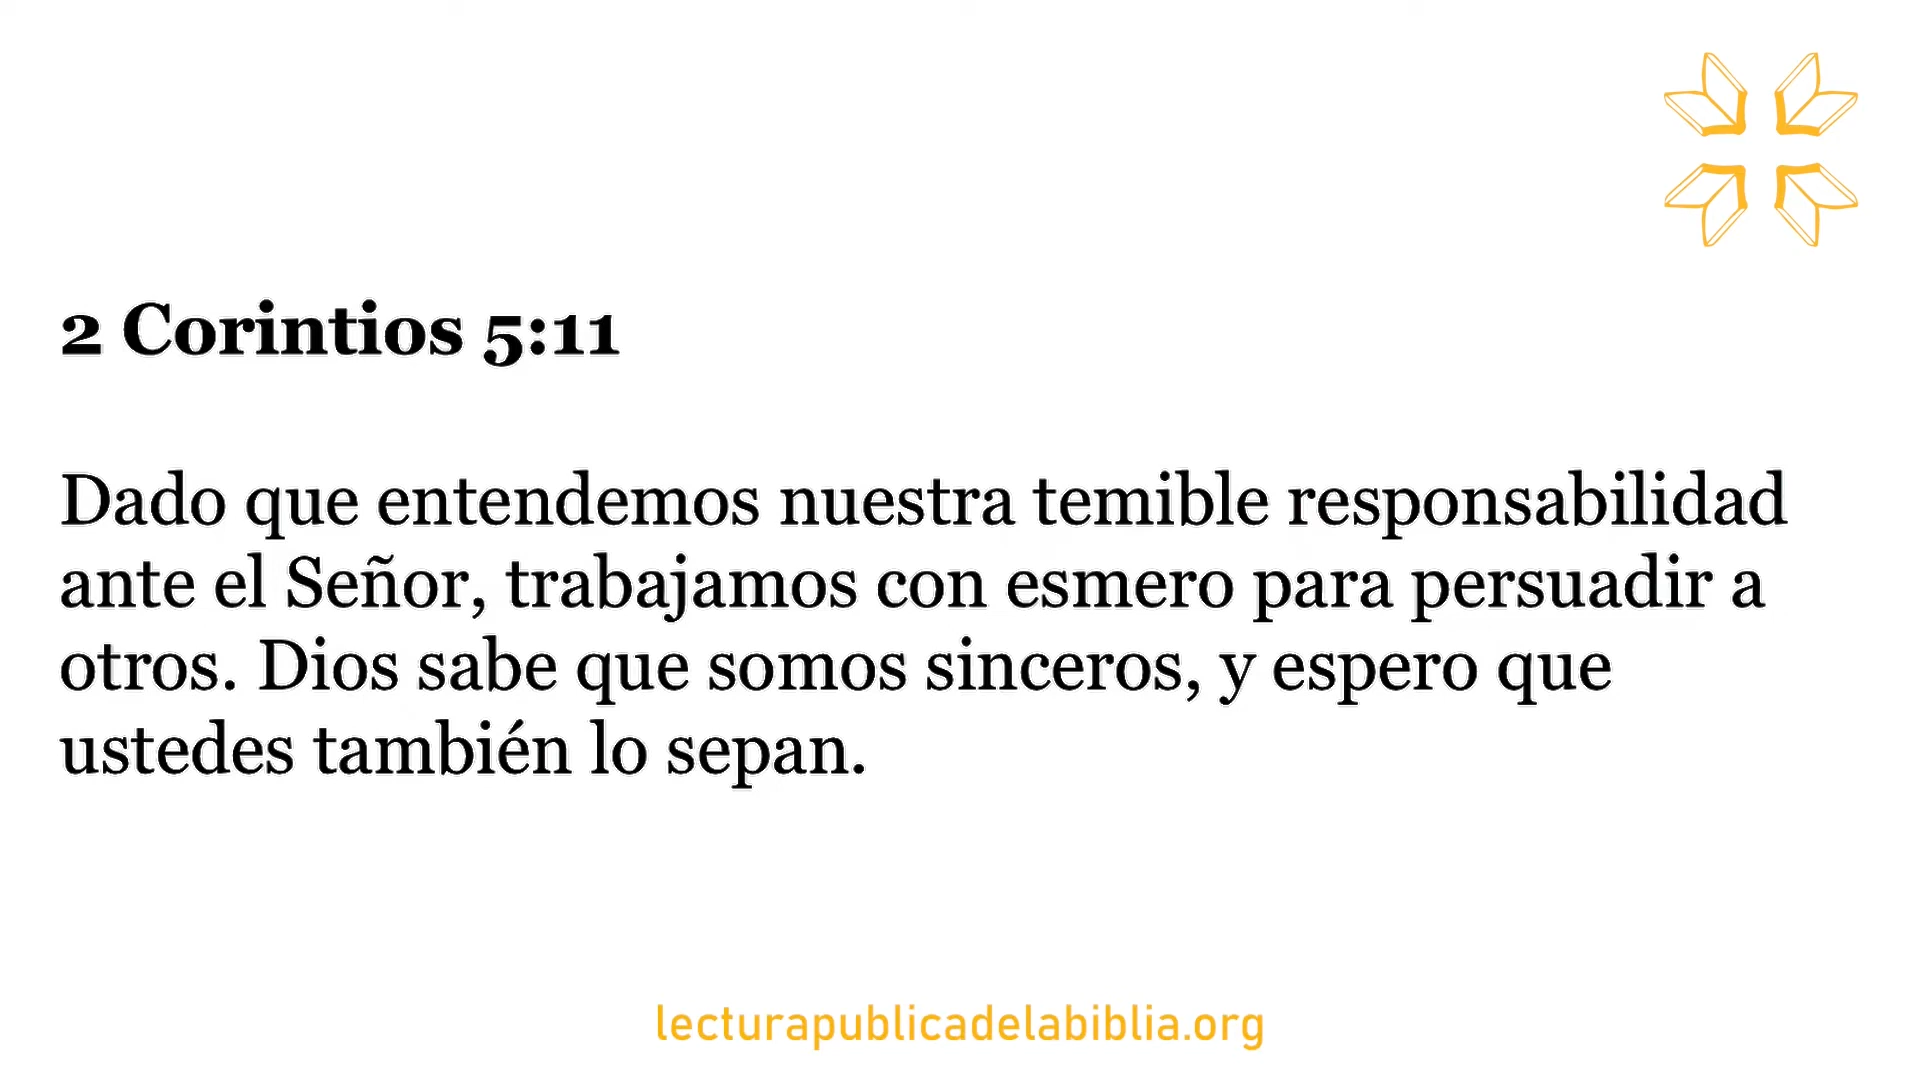 2 Corintios 5:11
Dado que entendemos nuestra temible responsabilidad
ante el Señor, trabajamos con esmero para persuadir a
otros. Dios sabe que somos sinceros, y espero que
ustedes también lo sepan.
lecturapublicadelabiblia.org